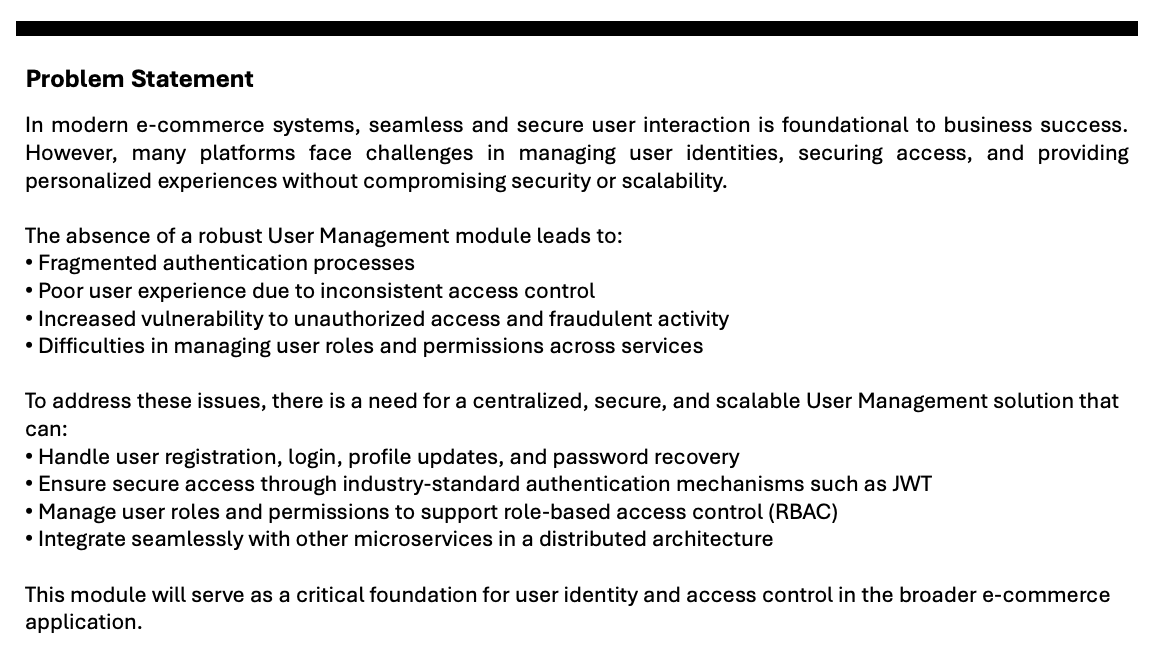 Problem Statement
In modern e-commerce systems, seamless and secure user interaction is foundational to business success.
However, many platforms face challenges in managing user identities, securing access, and providing
personalized experiences without compromising security or scalability.
The absence of a robust User Management module leads to:
• Fragmented authentication processes
• Poor user experience due to inconsistent access control
• Increased vulnerability to unauthorized access and fraudulent activity
• Difficulties in managing user roles and permissions across services
To address these issues, there is a need for a centralized, secure, and scalable User Management solution that
can:
• Handle user registration, login, profile updates, and password recovery
• Ensure secure access through industry-standard authentication mechanisms such as JWT
• Manage user roles and permissions to support role-based access control (RBAC)
• Integrate seamlessly with other microservices in a distributed architecture
This module will serve as a critical foundation for user identity and access control in the broader e-commerce
application.